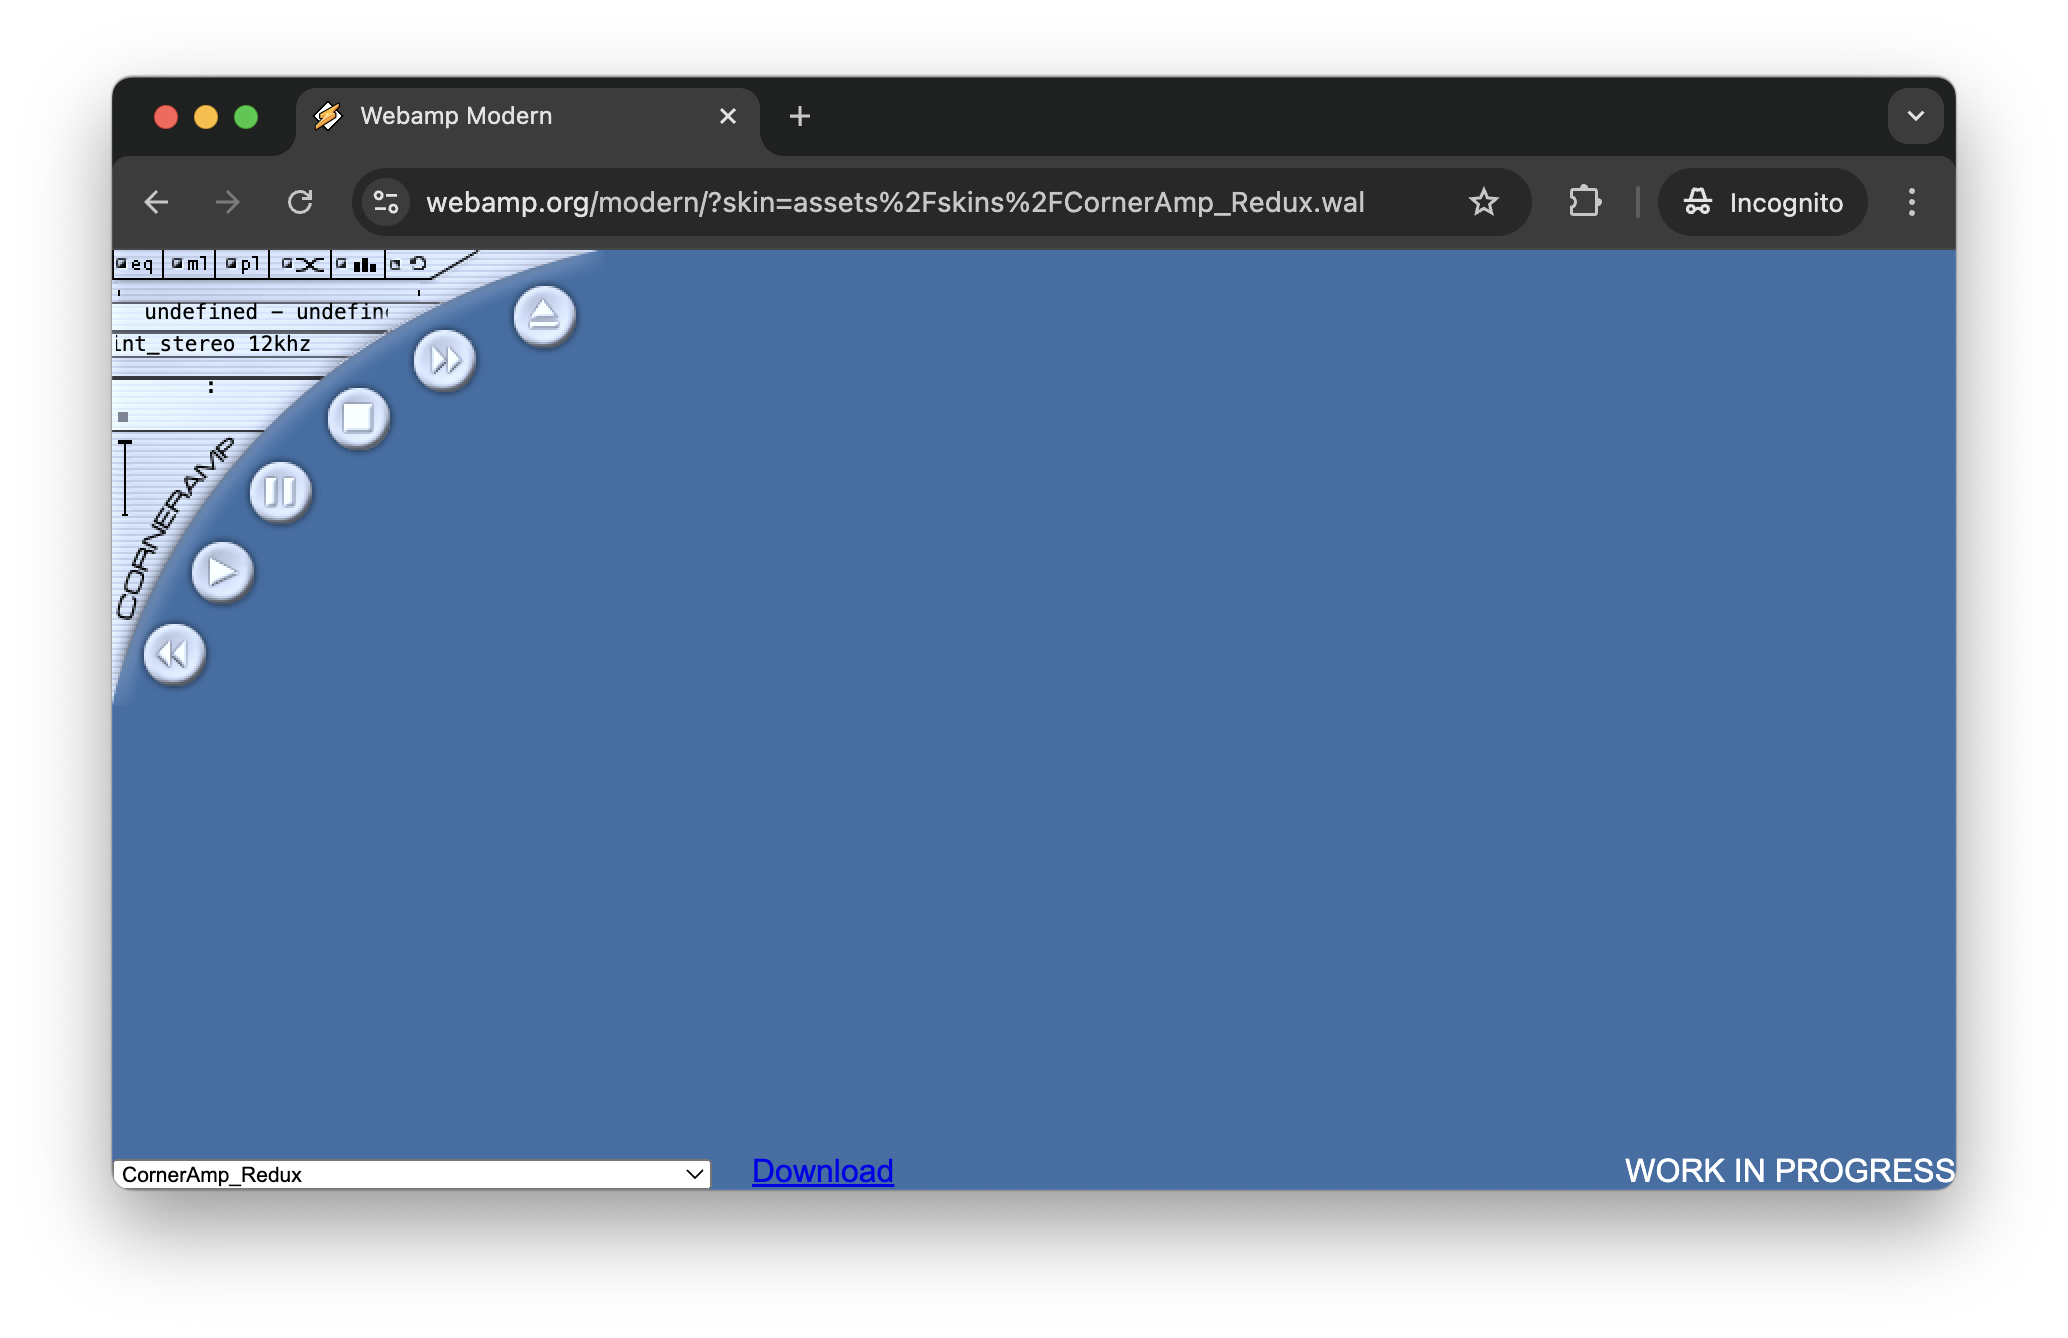 Webamp Modern
webamp.org/modern/?skin=assets%2Fskins%2FCornerAmp_Redux.wal
Incognito
eq ml pl
undefined - undefin
int_stereo 12khz
:
CORNERAMP
CornerAmp_Redux
Download
WORK IN PROGRESS